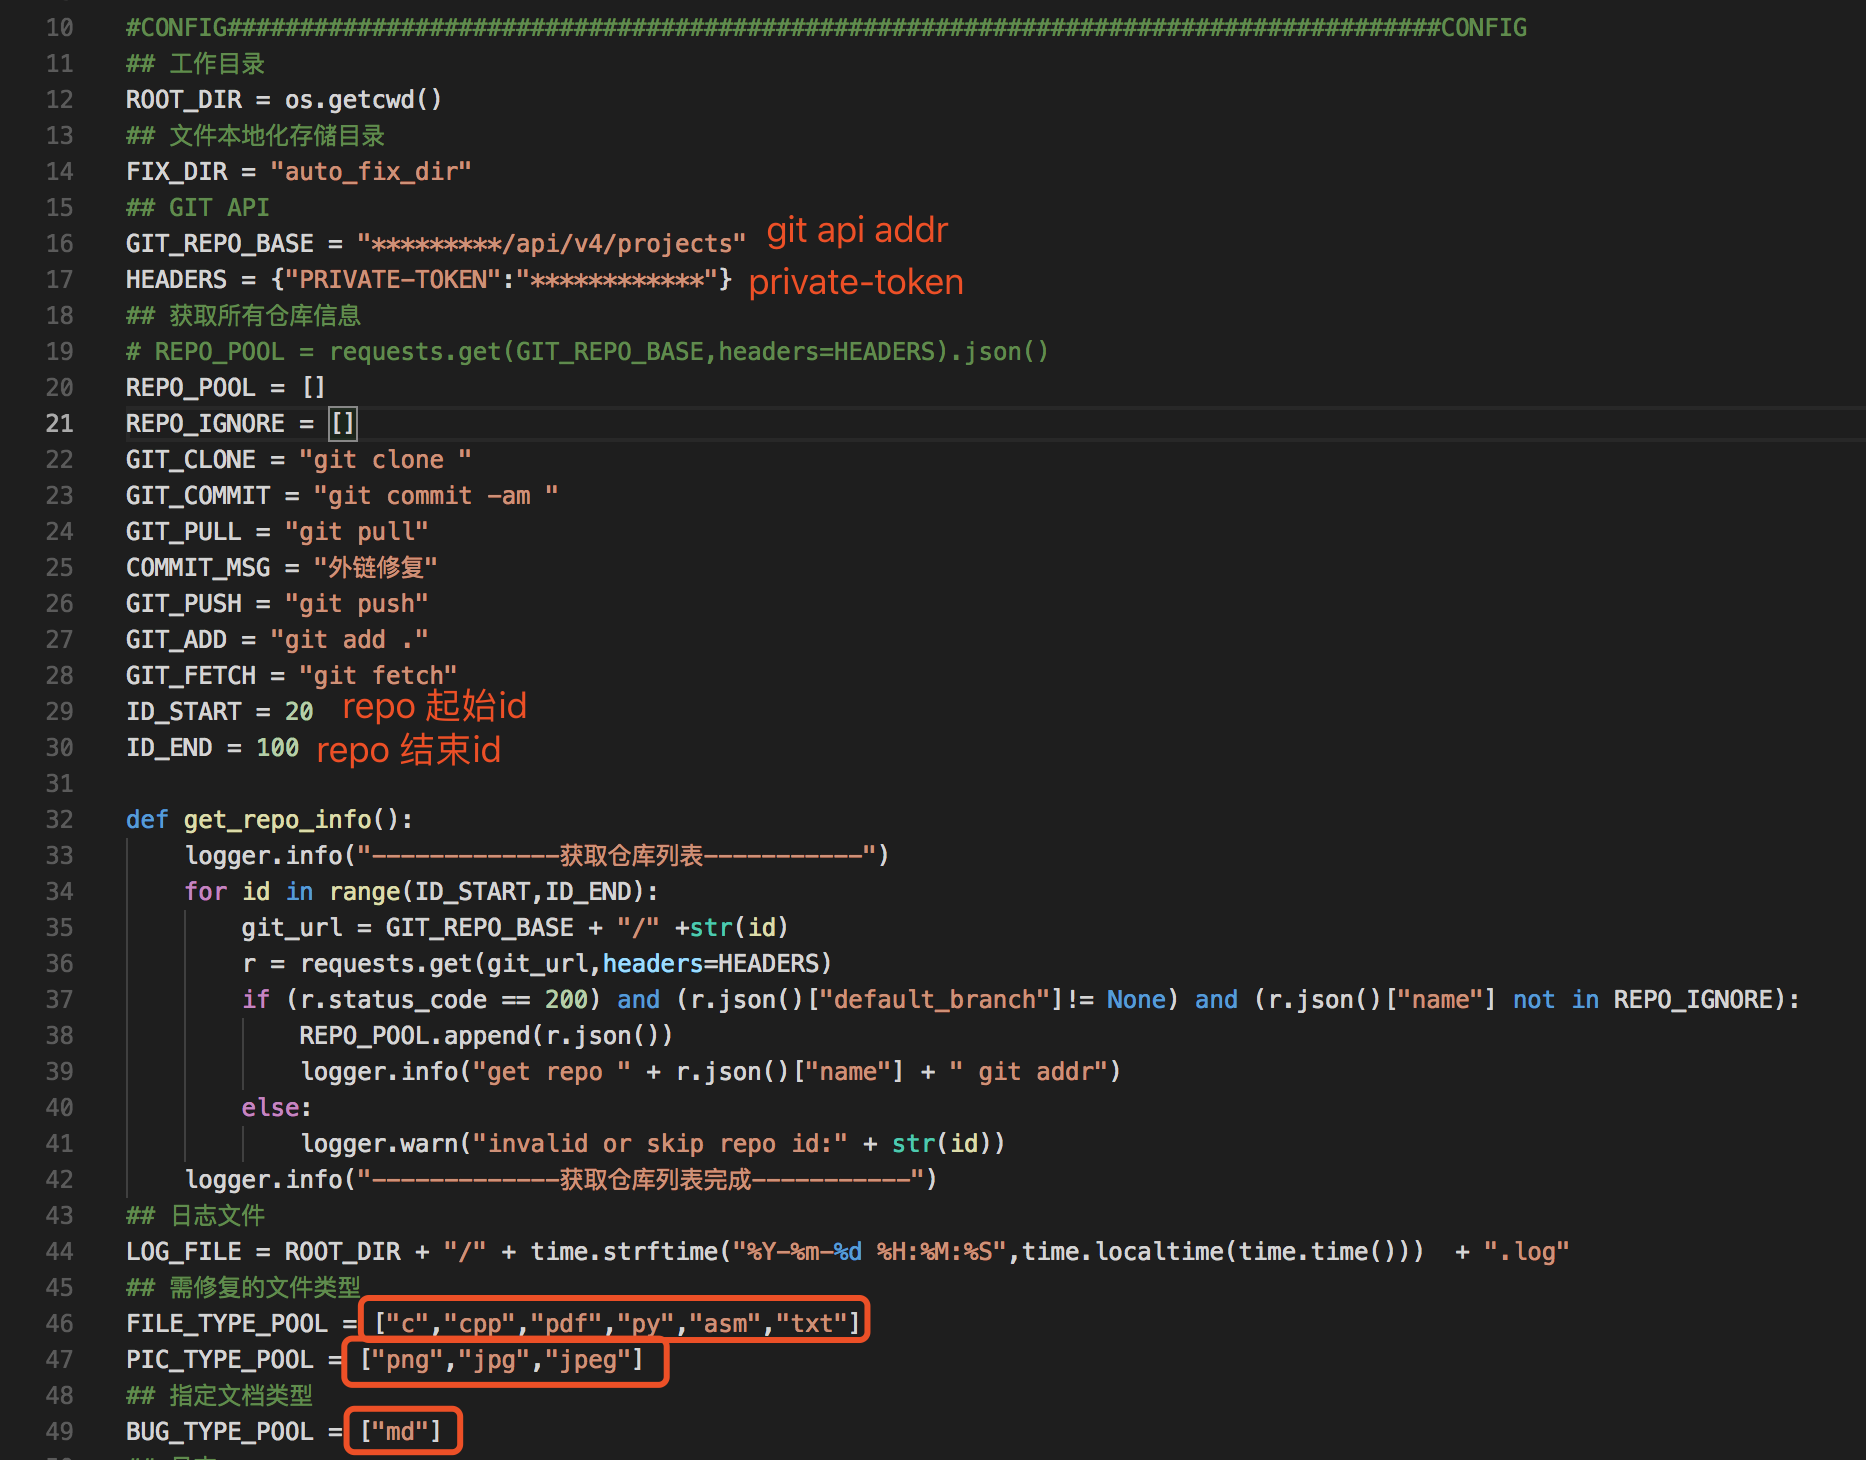 10 #CONFIG####################################################################################CONFIG
11 ## 工作目录
12 ROOT_DIR = os.getcwd()
13 ## 文件本地化存储目录
14 FIX_DIR = "auto_fix_dir"
15 ## GIT API
16 GIT_REPO_BASE = "*********/api/v4/projects" git api addr
17 HEADERS = {"PRIVATE-TOKEN":"************"} private-token
18 ## 获取所有仓库信息
19 # REPO_POOL = requests.get(GIT_REPO_BASE,headers=HEADERS).json()
20 REPO_POOL = []
21 REPO_IGNORE = []
22 GIT_CLONE = "git clone "
23 GIT_COMMIT = "git commit -am "
24 GIT_PULL = "git pull"
25 COMMIT_MSG = "外链修复"
26 GIT_PUSH = "git push"
27 GIT_ADD = "git add ."
28 GIT_FETCH = "git fetch"
29 ID_START = 20 repo 起始id
30 ID_END = 100 repo 结束id
31
32 def get_repo_info():
33 logger.info("-------------获取仓库列表-----------")
34 for id in range(ID_START,ID_END):
35 git_url = GIT_REPO_BASE + "/" +str(id)
36 r = requests.get(git_url,headers=HEADERS)
37 if (r.status_code == 200) and (r.json()["default_branch"]!= None) and (r.json()["name"] not in REPO_IGNORE):
38 REPO_POOL.append(r.json())
39 logger.info("get repo " + r.json()["name"] + " git addr")
40 else:
41 logger.warn("invalid or skip repo id:" + str(id))
42 logger.info("-------------获取仓库列表完成-----------")
43 ## 日志文件
44 LOG_FILE = ROOT_DIR + "/" + time.strftime("%Y-%m-%d %H:%M:%S",time.localtime(time.time())) + ".log"
45 ## 需修复的文件类型
46 FILE_TYPE_POOL = ["c","cpp","pdf","py","asm","txt"]
47 PIC_TYPE_POOL = ["png","jpg","jpeg"]
48 ## 指定文档类型
49 BUG_TYPE_POOL = ["md"]